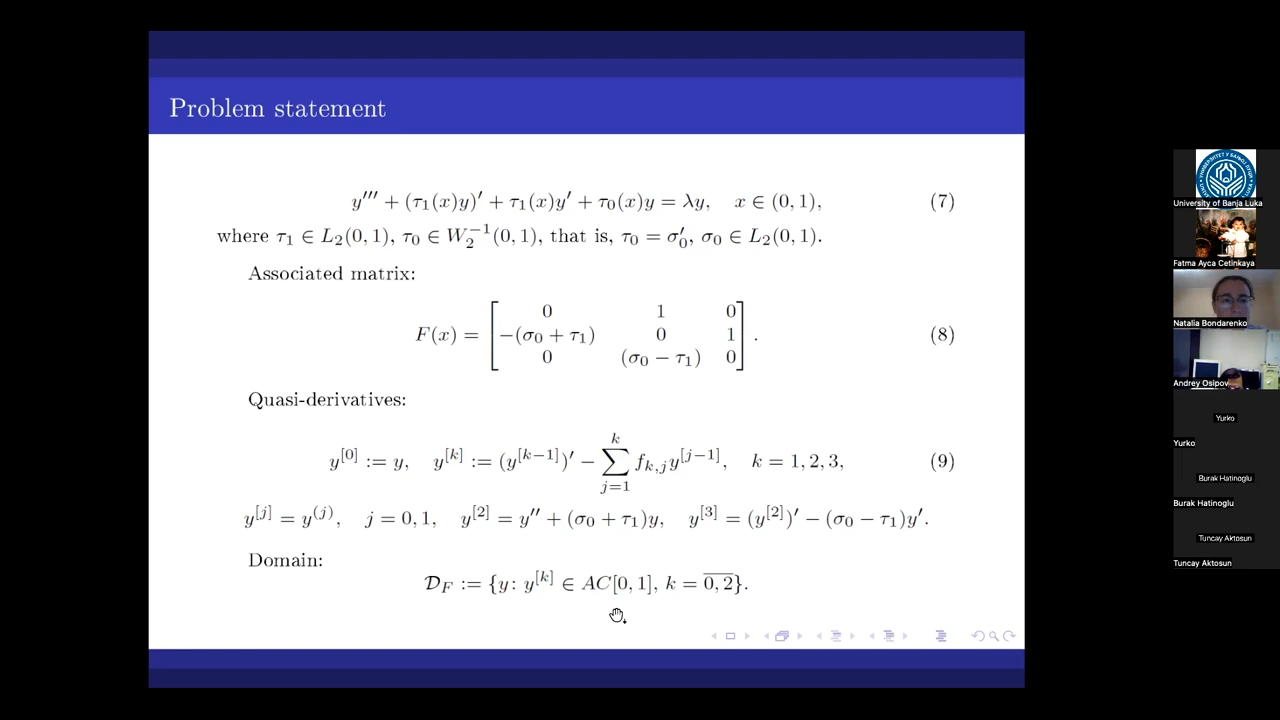 Problem statement
y''' + (τ₁(x)y)' + τ₁(x)y' + τ₀(x)y = λy, x ∈ (0, 1), (7)
where τ₁ ∈ L₂(0, 1), τ₀ ∈ W₂⁻¹(0, 1), that is, τ₀ = σ₀', σ₀ ∈ L₂(0, 1).
Associated matrix:
F(x) = [ 0 1 0
-(σ₀ + τ₁) 0 1
0 (σ₀ − τ₁) 0 ] . (8)
Quasi-derivatives:
y^{[0]} := y, y^{[k]} := (y^{[k−1]})' − ∑_{j=1}^{k} f_{k,j} y^{[j−1]}, k = 1, 2, 3, (9)
y^{[j]} = y^{(j)}, j = 0, 1, y^{[2]} = y'' + (σ₀ + τ₁)y, y^{[3]} = (y^{[2]})' − (σ₀ − τ₁)y'.
Domain:
𝒟_F := {y: y^{[k]} ∈ AC[0, 1], k = \overline{0, 2}}.
University of Banja Luka
Fatma Ayca Cetinkaya
Natalia Bondarenko
Andrey Osipov
Yurko
Yurko
Burak Hatinoglu
Burak Hatinoglu
Tuncay Aktosun
Tuncay Aktosun